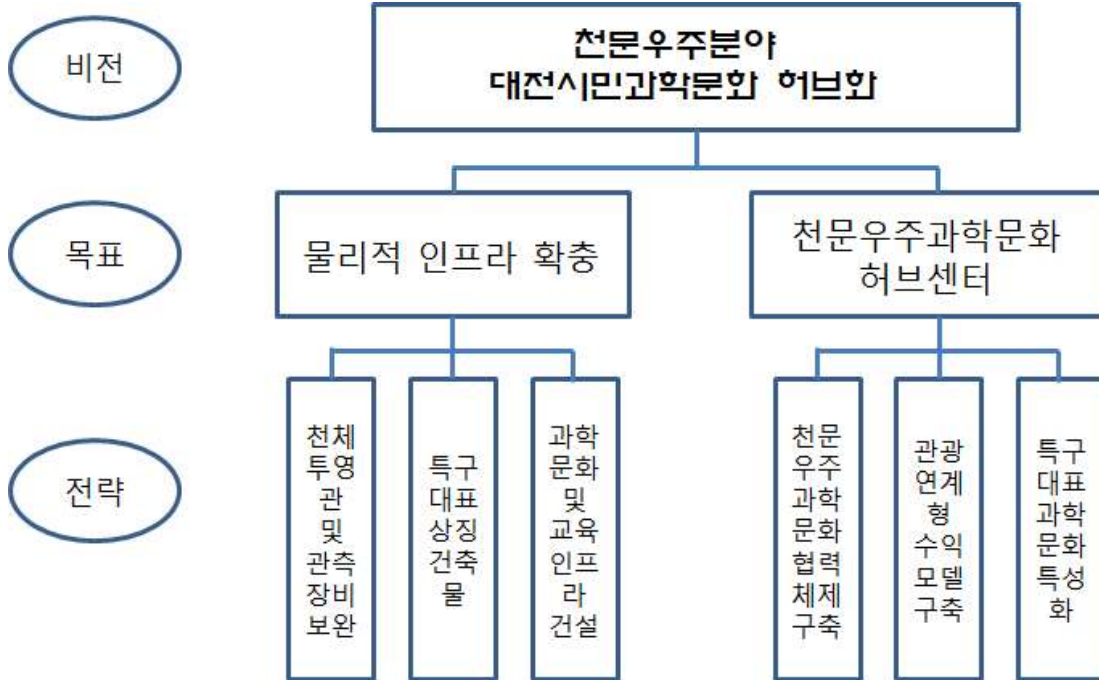 비전
천문우주분야
대전시민과학문화 허브화
목표
물리적 인프라 확충
천문우주과학문화
허브센터
전략
천체
투영
관
및
관측
장비
보완
특구
대표
상징
건축
물
과학
문화
및
교육
인프
라
건설
천문
우주
과학
문화
협력
체제
구축
관광
연계
형
수익
모델
구축
특구
대표
과학
문화
특성
화